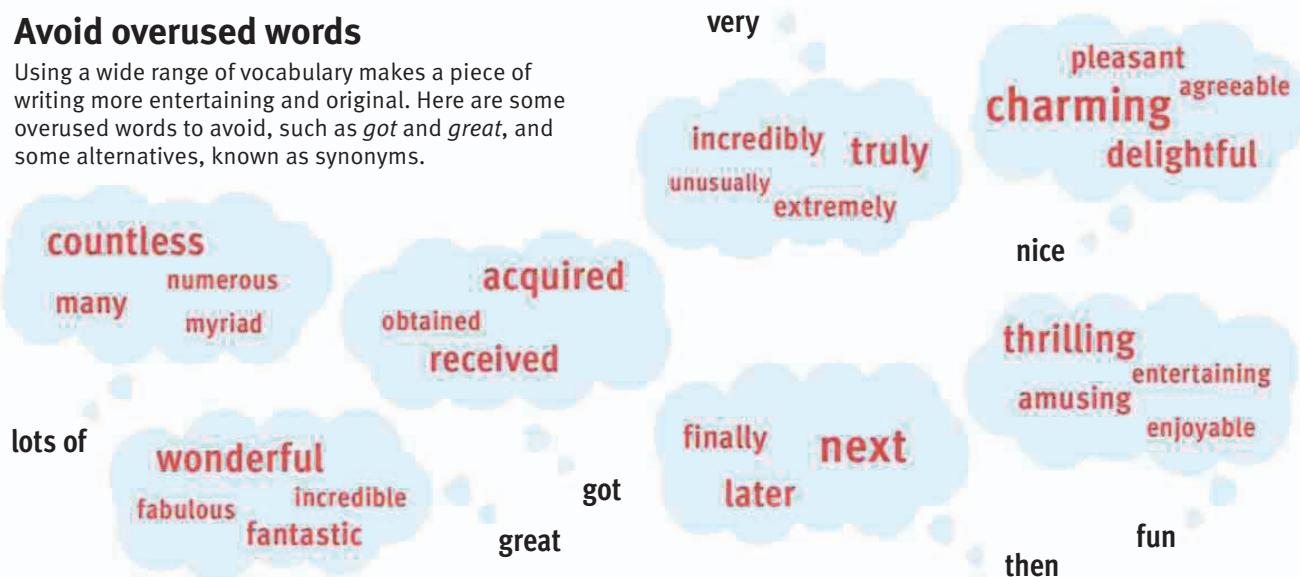 Avoid overused words
Using a wide range of vocabulary makes a piece of
writing more entertaining and original. Here are some
overused words to avoid, such as got and great, and
some alternatives, known as synonyms.
very
incredibly
truly
unusually
extremely
pleasant
agreeable
charming
delightful
nice
countless
numerous
many
myriad
lots of
acquired
obtained
received
got
wonderful
incredible
fabulous
fantastic
great
finally
next
later
then
thrilling
entertaining
amusing
enjoyable
fun